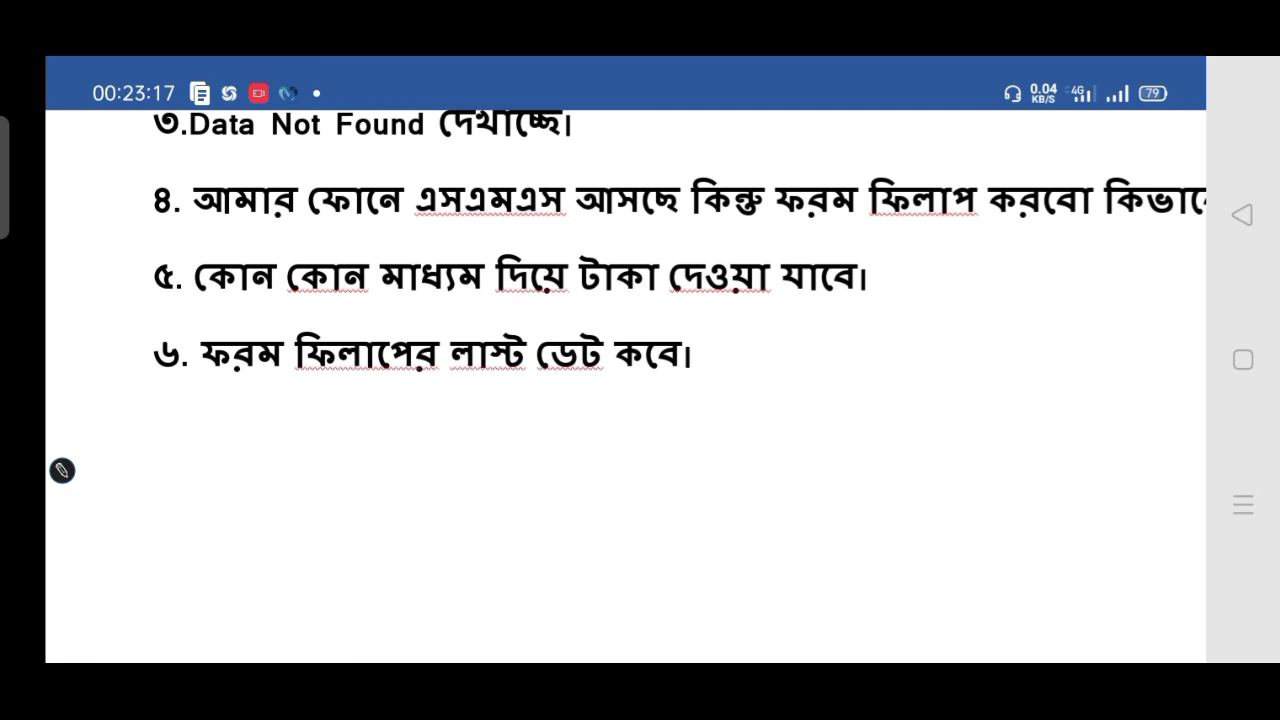 00:23:17 0.04 KB/S 4G 79
৩.Data Not Found দেখাচ্ছে।
৪. আমার ফোনে এসএমএস আসছে কিন্তু ফরম ফিলাপ করবো
৫. কোন কোন মাধ্যম দিয়ে টাকা দেওয়া যাবে।
৬. ফরম ফিলাপের লাস্ট ডেট কবে।